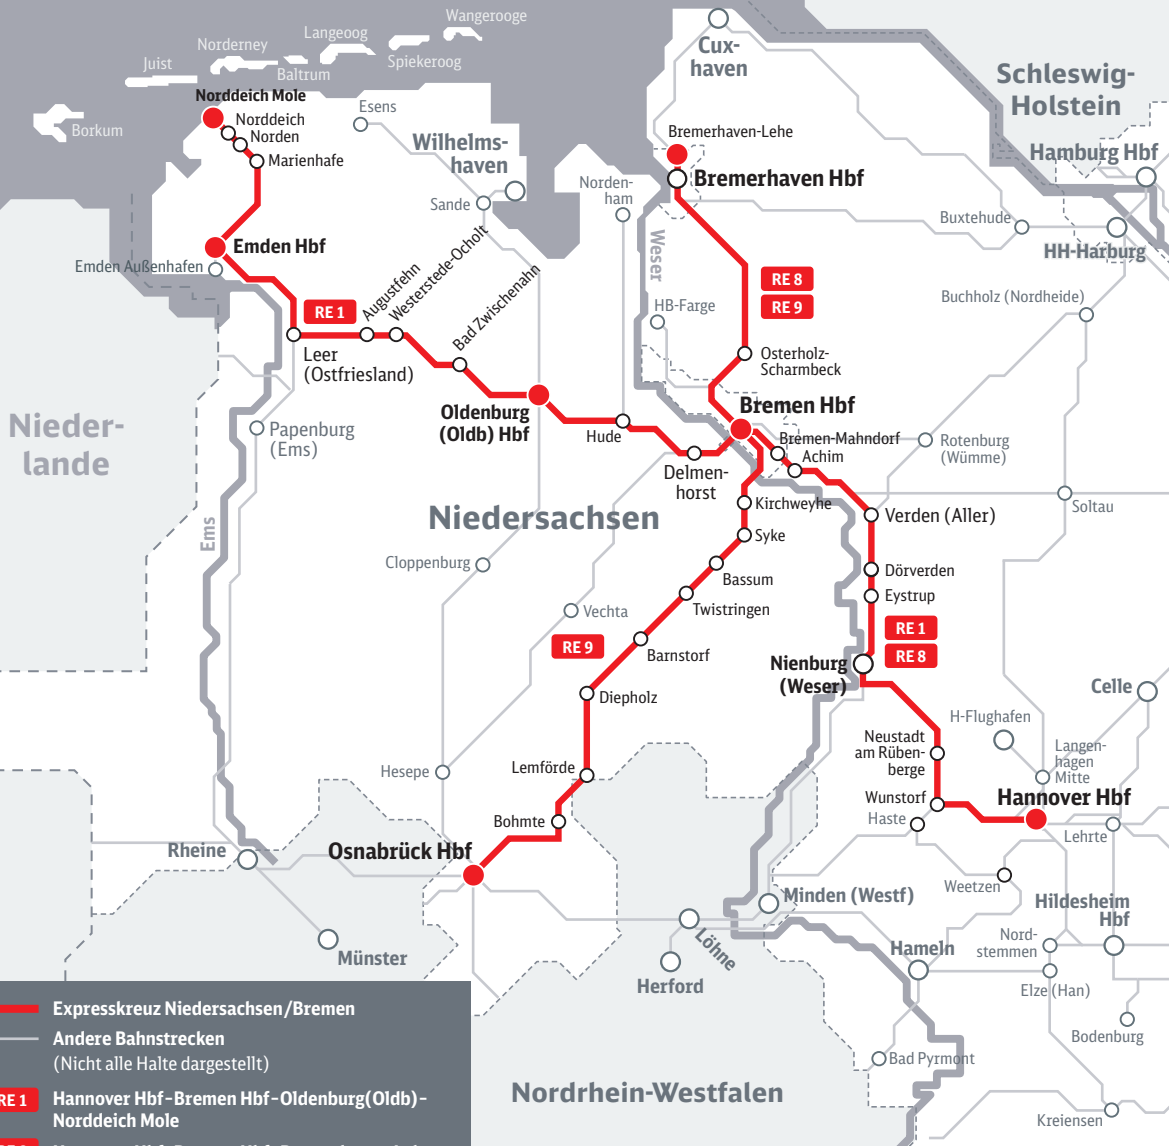 Wangerooge
Langeoog
Norderney
Spiekeroog
Juist
Baltrum
Borkum
Cux-
haven
Schleswig-
Holstein
Norddeich Mole
Norddeich
Norden
Marienhafe
Esens
Wilhelms-
haven
Sande
Bremerhaven-Lehe
Bremerhaven Hbf
Hamburg Hbf
Norden-
ham
Buxtehude
HH-Harburg
Emden Hbf
Emden Außenhafen
Weser
RE 8
RE 9
Buchholz (Nordheide)
HB-Farge
RE 1
Augustfehn
Westerstede-Ocholt
Bad Zwischenahn
Leer
(Ostfriesland)
Osterholz-
Scharmbeck
Oldenburg
(Oldb) Hbf
Hude
Bremen Hbf
Bremen-Mahndorf
Achim
Rotenburg
(Wümme)
Nieder-
lande
Papenburg
(Ems)
Delmen-
horst
Ems
Niedersachsen
Kirchweyhe
Verden (Aller)
Soltau
Syke
Cloppenburg
Bassum
Dörverden
Twistringen
Eystrup
Vechta
RE 9
RE 1
RE 8
Barnstorf
Nienburg
(Weser)
Diepholz
Celle
H-Flughafen
Neustadt
am Rüben-
berge
Langen-
hagen
Mitte
Hesepe
Lemförde
Wunstorf
Hannover Hbf
Haste
Lehrte
Bohmte
Rheine
Osnabrück Hbf
Weetzen
Minden (Westf)
Hildesheim
Hbf
Münster
Löhne
Herford
Hameln
Nord-
stemmen
Elze (Han)
Bodenburg
Bad Pyrmont
Nordrhein-Westfalen
Kreiensen
Expresskreuz Niedersachsen/Bremen
Andere Bahnstrecken
(Nicht alle Halte dargestellt)
RE 1 Hannover Hbf–Bremen Hbf–Oldenburg(Oldb)–
Norddeich Mole